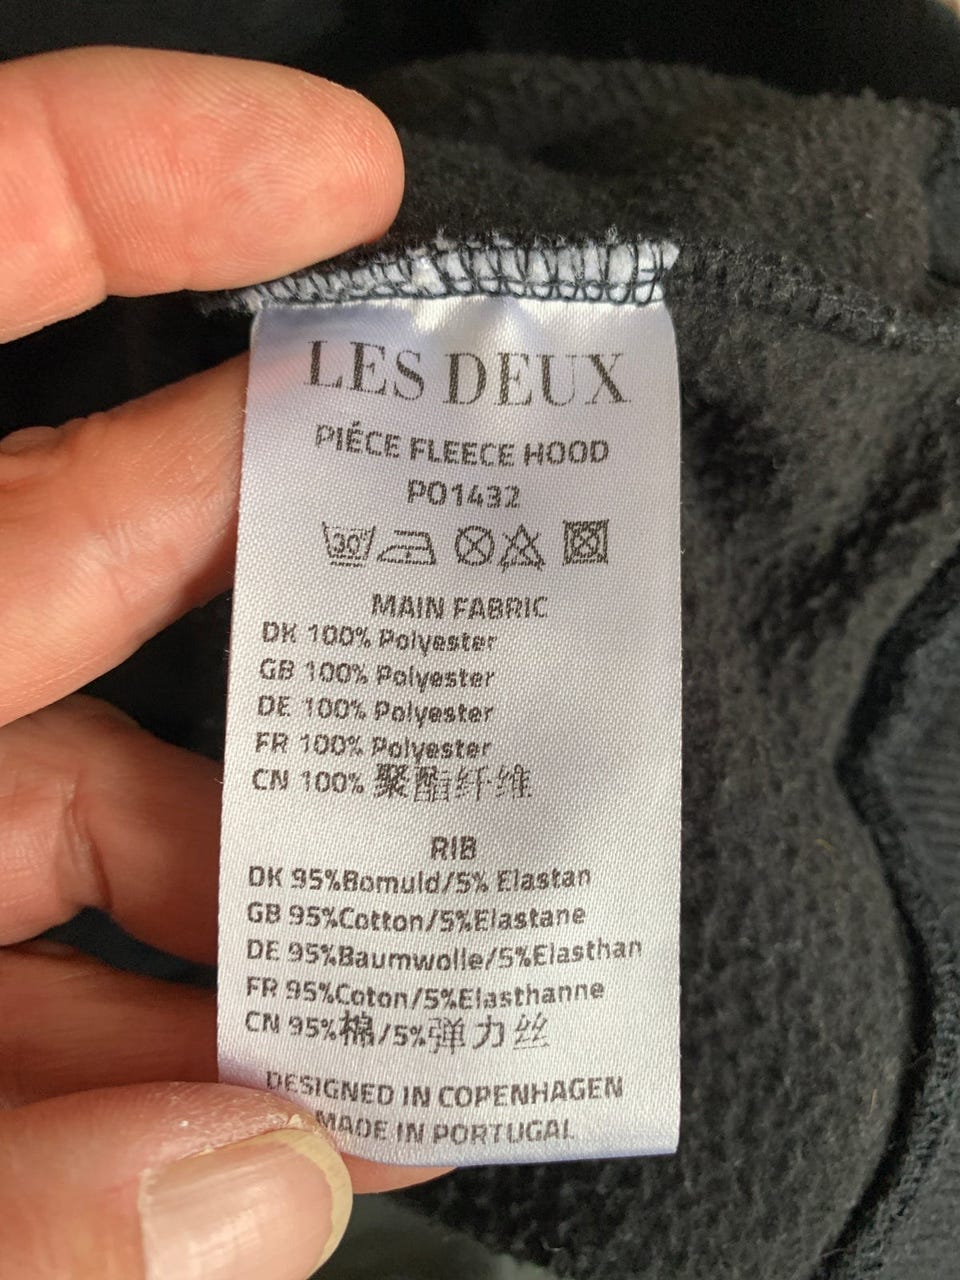 LES DEUX
PIÉCE FLEECE HOOD
PO1432
30°
MAIN FABRIC
DK 100% Polyester
GB 100% Polyester
DE 100% Polyester
FR 100% Polyester
CN 100% 聚酯纤维
RIB
DK 95%Bomuld/5% Elastan
GB 95%Cotton/5%Elastane
DE 95%Baumwolle/5%Elasthan
FR 95%Coton/5%Elasthanne
CN 95%棉/5%弹力丝
DESIGNED IN COPENHAGEN
MADE IN PORTUGAL